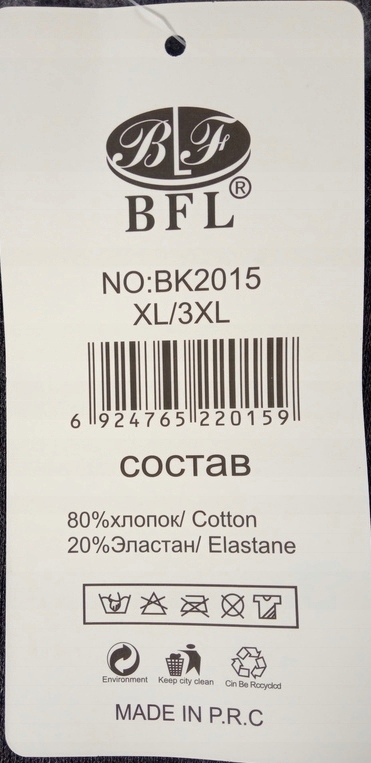 BLF
®
BFL
NO:BK2015
XL/3XL
6 924765 220159
состав
80%хлопок/ Cotton
20%Эластан/ Elastane
Environment Keep city clean Cin Be Rocyclod
MADE IN P.R.C